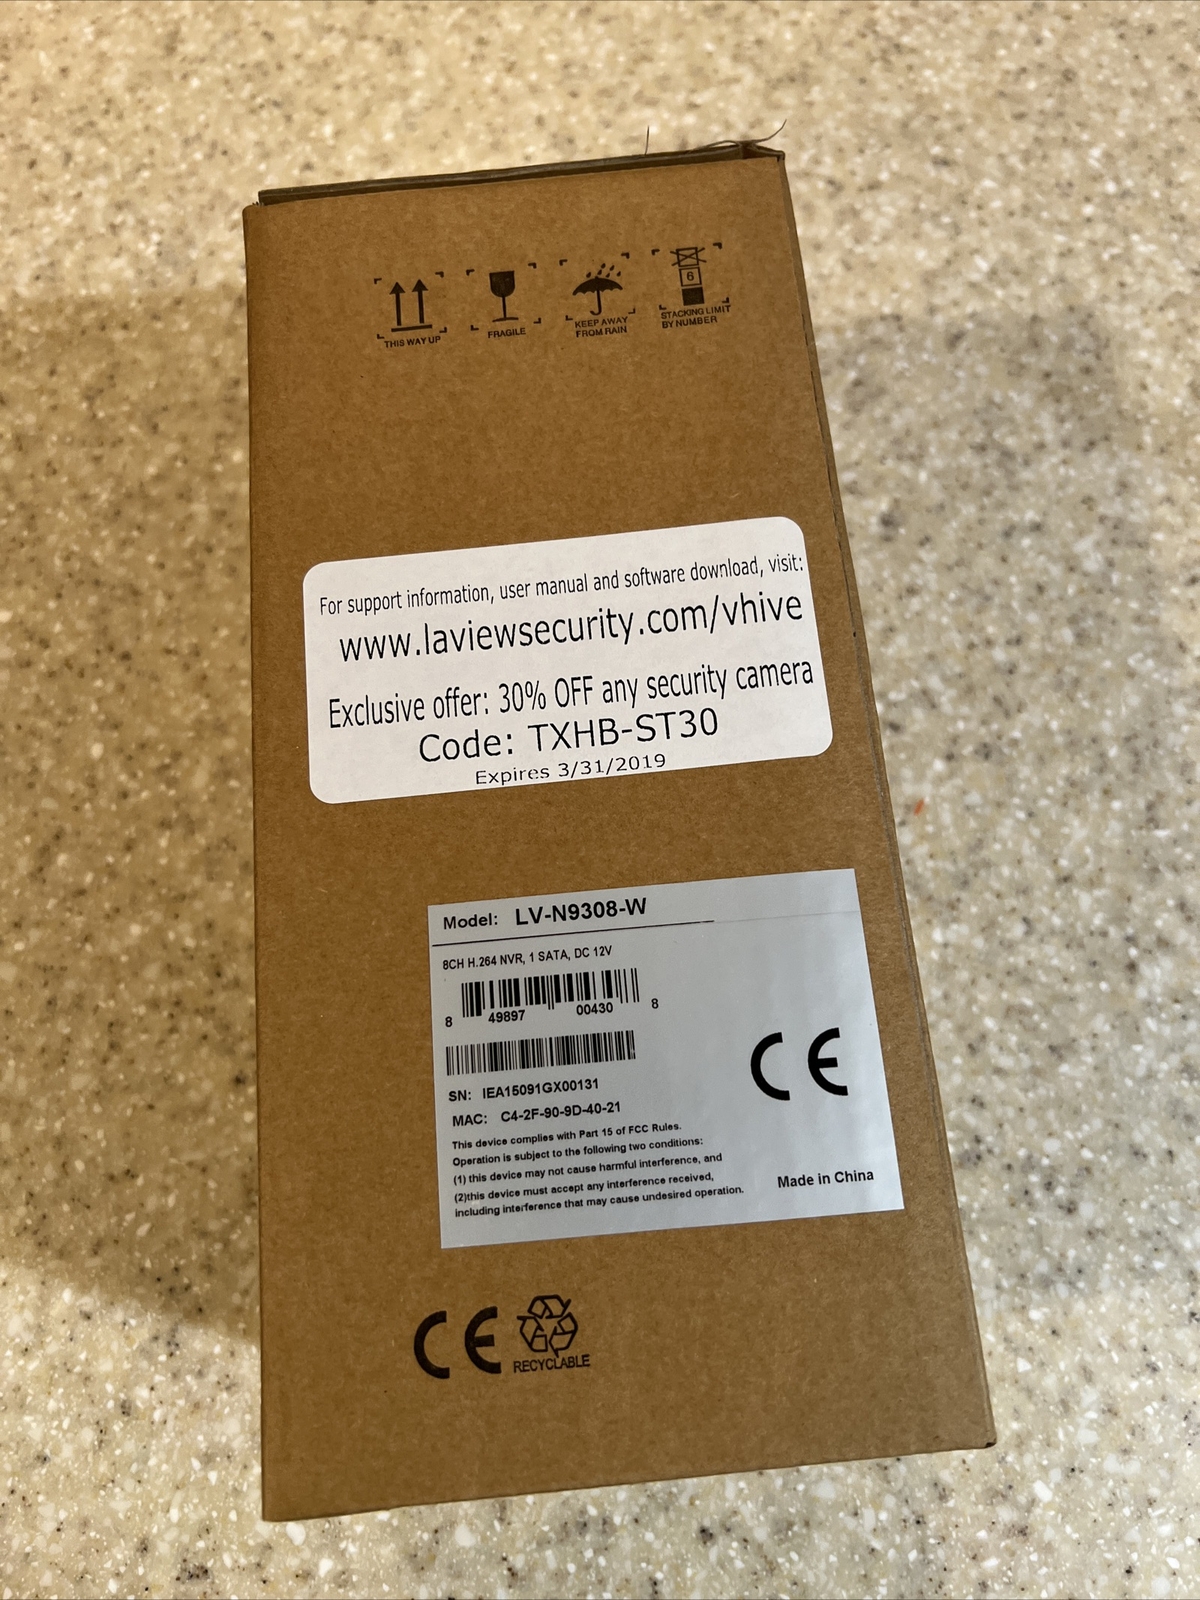 THIS WAY UP
FRAGILE
KEEP AWAY
FROM RAIN
6
STACKING LIMIT
BY NUMBER
For support information, user manual and software download, visit:
www.laviewsecurity.com/vhive
Exclusive offer: 30% OFF any security camera
Code: TXHB-ST30
Expires 3/31/2019
Model: LV-N9308-W
8CH H.264 NVR, 1 SATA, DC 12V
8 49897 00430 8
SN: IEA15091GX00131
MAC: C4-2F-90-9D-40-21
This device complies with Part 15 of FCC Rules.
Operation is subject to the following two conditions:
(1) this device may not cause harmful interference, and
(2)this device must accept any interference received,
including interference that may cause undesired operation.
CE
Made in China
CE
RECYCLABLE